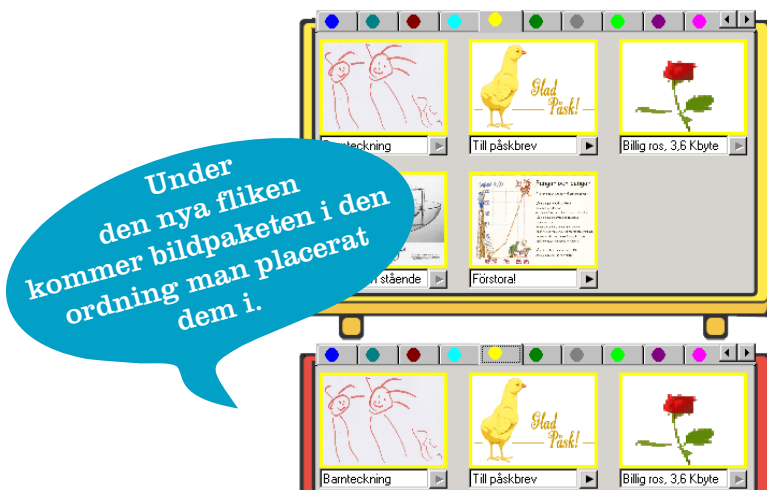 Under
den nya fliken
kommer bildpaketen i den
ordning man placerat
dem i.
Glad
Påsk!
teckning
Till påskbrev
Billig ros, 3,6 Kbyte
stående
Förstora!
Glad
Påsk!
Barnteckning
Till påskbrev
Billig ros, 3,6 Kbyte